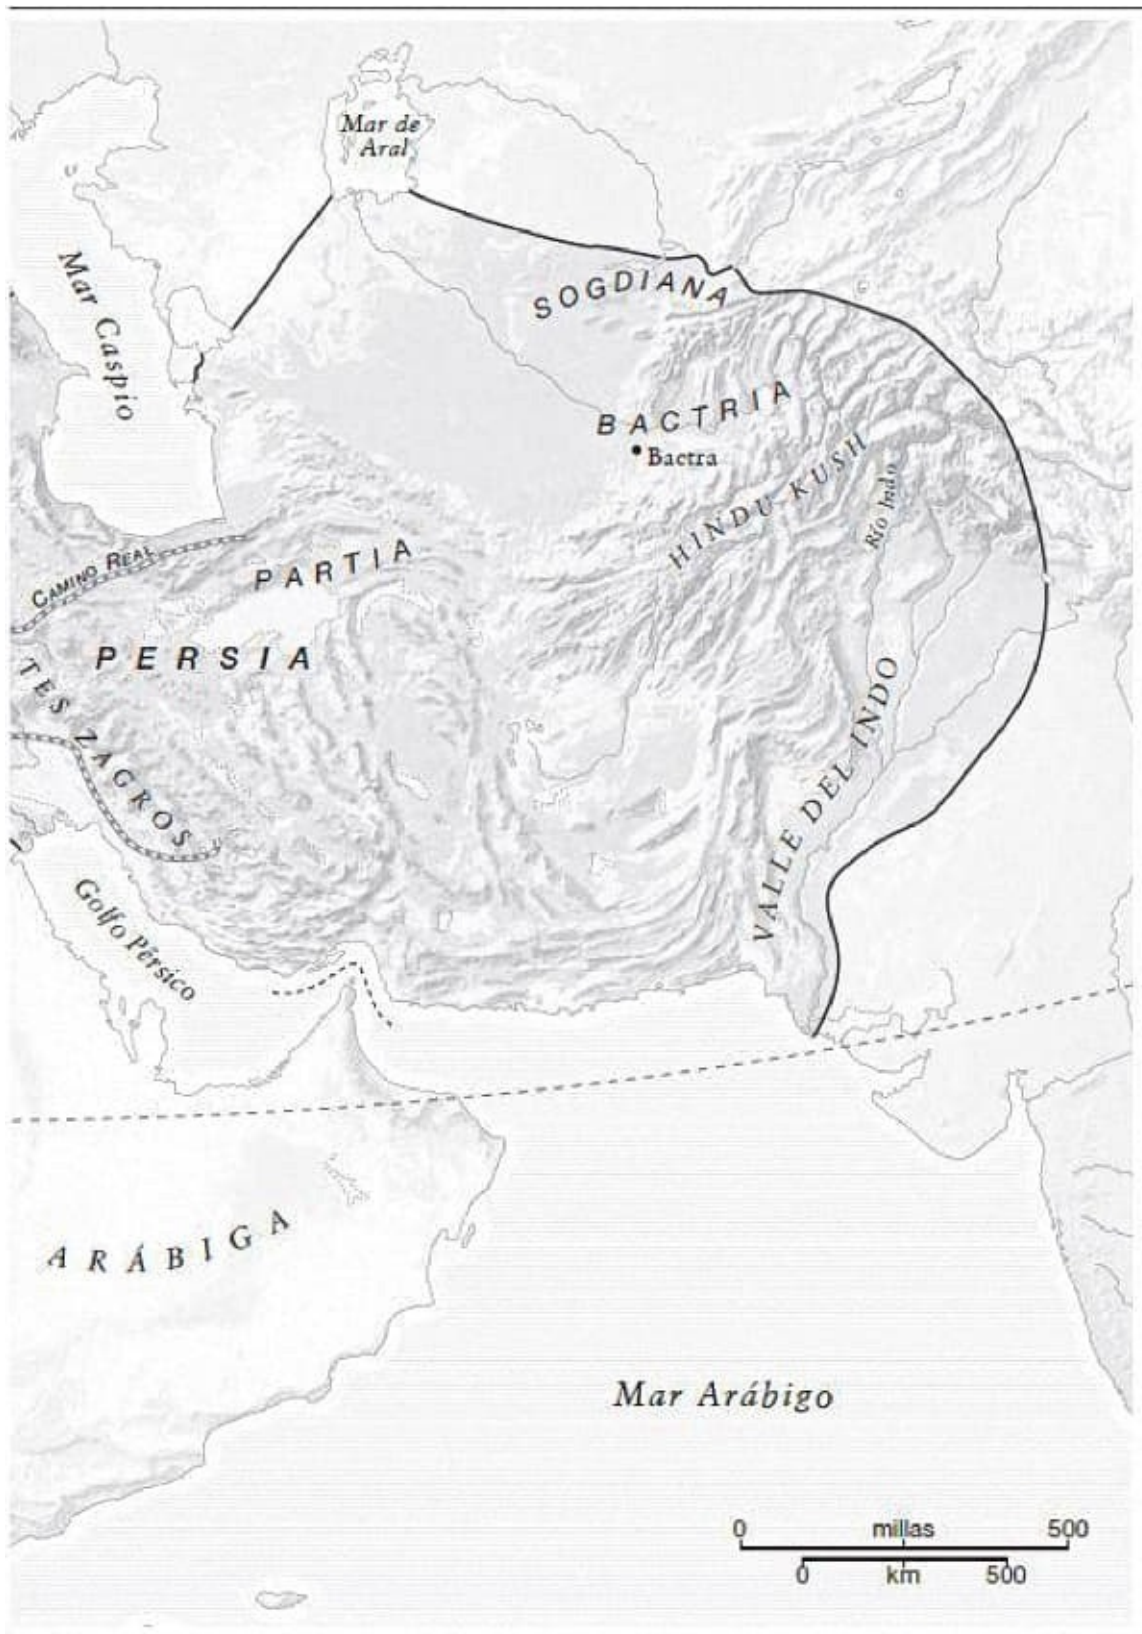 Mar de
Aral
Mar Caspio
SOGDIANA
BACTRIA
Bactra
HINDU KUSH
Río Indo
CAMINO REAL
PARTIA
PERSIA
TES ZAGROS
VALLE DEL INDO
Golfo Pérsico
ARÁBIGA
Mar Arábigo
0 millas 500
0 km 500